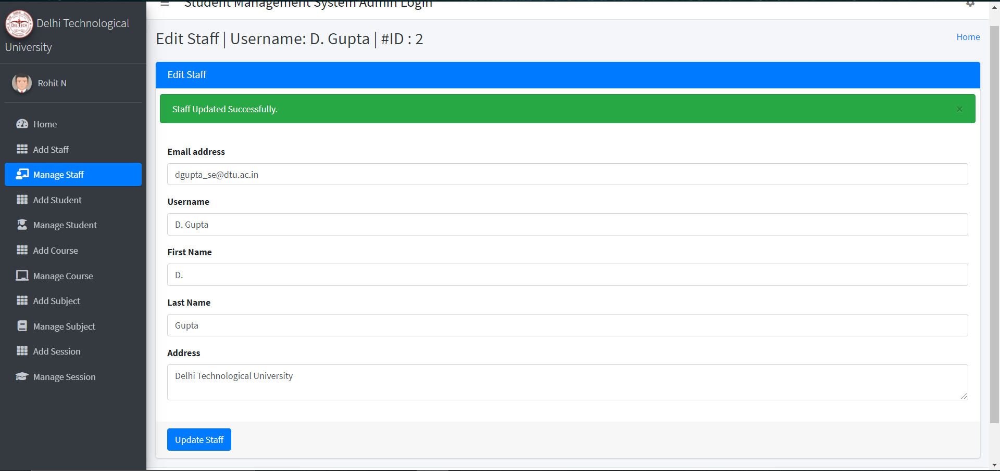 Student Management System Admin Login
Delhi Technological
University
Rohit N
Home
Add Staff
Manage Staff
Add Student
Manage Student
Add Course
Manage Course
Add Subject
Manage Subject
Add Session
Manage Session
Edit Staff | Username: D. Gupta | #ID : 2
Home
Edit Staff
Staff Updated Successfully.
×
Email address
dgupta_se@dtu.ac.in
Username
D. Gupta
First Name
D.
Last Name
Gupta
Address
Delhi Technological University
Update Staff